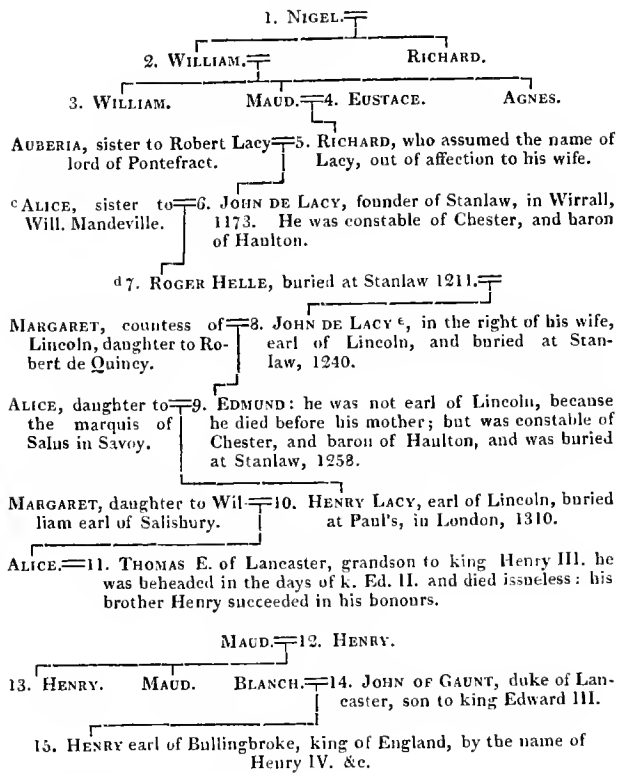 1. NIGEL.
2. WILLIAM. RICHARD.
3. WILLIAM. MAUD. 4. EUSTACE. AGNES.
AUBERIA, sister to Robert Lacy 5. RICHARD, who assumed the name of
lord of Pontefract. Lacy, out of affection to his wife.
c ALICE, sister to 6. JOHN DE LACY, founder of Stanlaw, in Wirrall,
Will. Mandeville. 1173. He was constable of Chester, and baron
of Haulton.
d 7. ROGER HELLE, buried at Stanlaw 1211.
MARGARET, countess of 8. JOHN DE LACY e, in the right of his wife,
Lincoln, daughter to Ro- earl of Lincoln, and buried at Stan-
bert de Quincy. law, 1240.
ALICE, daughter to 9. EDMUND: he was not earl of Lincoln, because
the marquis of he died before his mother; but was constable of
Salus in Savoy. Chester, and baron of Haulton, and was buried
at Stanlaw, 1258.
MARGARET, daughter to Wil- 10. HENRY LACY, earl of Lincoln, buried
liam earl of Salisbury. at Paul's, in London, 1310.
ALICE. 11. THOMAS E. of Lancaster, grandson to king Henry III. he
was beheaded in the days of k. Ed. II. and died issueless: his
brother Henry succeeded in his honours.
MAUD. 12. HENRY.
13. HENRY. MAUD. BLANCH. 14. JOHN OF GAUNT, duke of Lan-
caster, son to king Edward III.
15. HENRY earl of Bullingbroke, king of England, by the name of
Henry IV. &c.